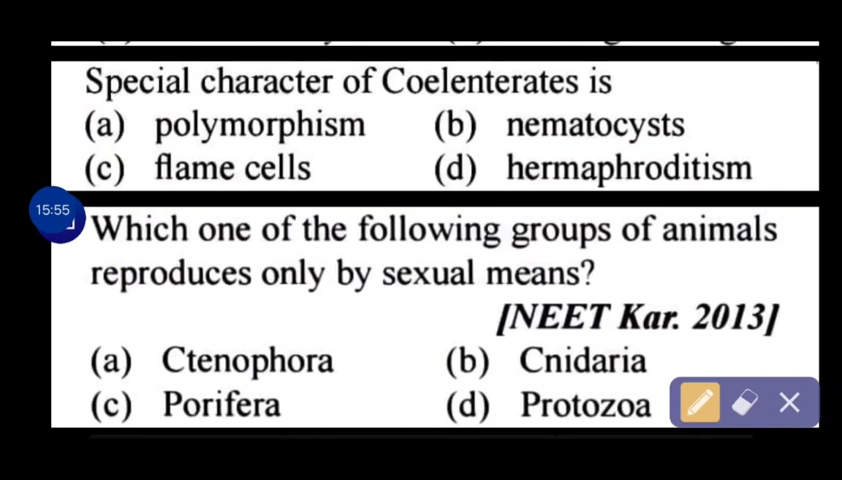 Special character of Coelenterates is
(a) polymorphism (b) nematocysts
(c) flame cells (d) hermaphroditism
15:55
Which one of the following groups of animals
reproduces only by sexual means?
[NEET Kar. 2013]
(a) Ctenophora (b) Cnidaria
(c) Porifera (d) Protozoa